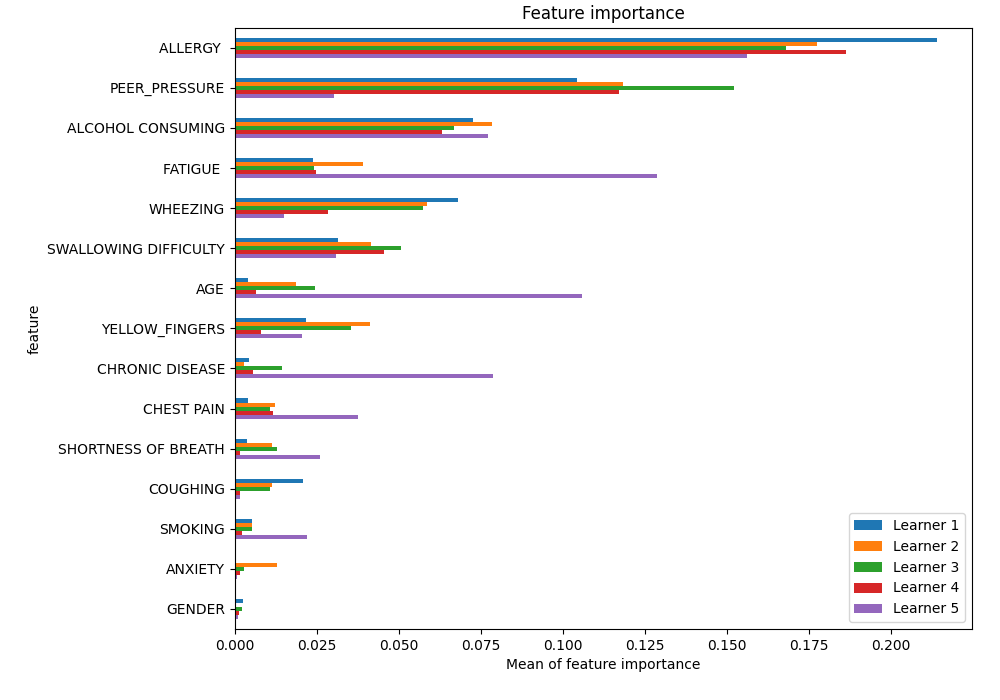 Feature importance
ALLERGY
PEER_PRESSURE
ALCOHOL CONSUMING
FATIGUE
WHEEZING
SWALLOWING DIFFICULTY
AGE
YELLOW_FINGERS
CHRONIC DISEASE
CHEST PAIN
SHORTNESS OF BREATH
COUGHING
SMOKING
ANXIETY
GENDER
feature
Learner 1
Learner 2
Learner 3
Learner 4
Learner 5
0.000 0.025 0.050 0.075 0.100 0.125 0.150 0.175 0.200
Mean of feature importance